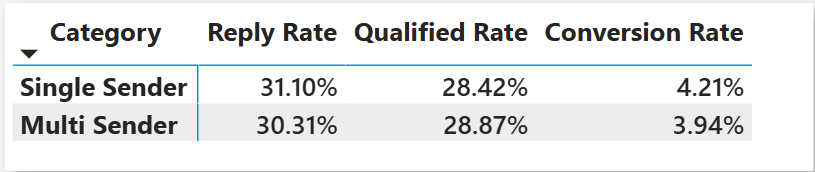 Category Reply Rate Qualified Rate Conversion Rate
Single Sender 31.10% 28.42% 4.21%
Multi Sender 30.31% 28.87% 3.94%